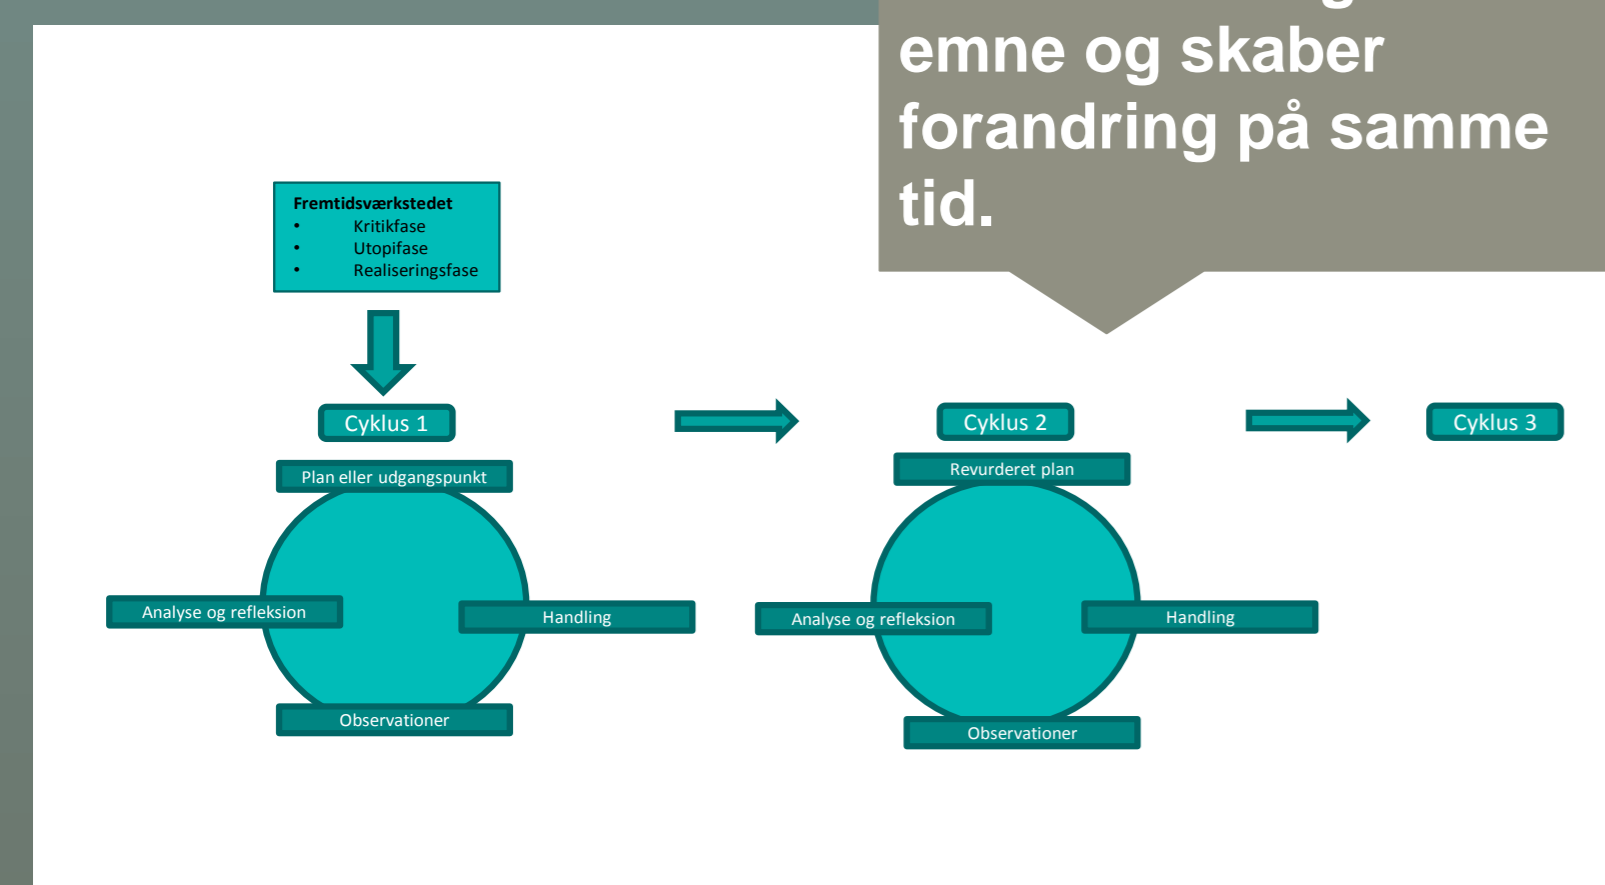 emne og skaber
forandring på samme
tid.
Fremtidsværkstedet
• Kritikfase
• Utopifase
• Realiseringsfase
Cyklus 1
Cyklus 2
Cyklus 3
Plan eller udgangspunkt
Analyse og refleksion
Handling
Observationer
Revurderet plan
Analyse og refleksion
Handling
Observationer